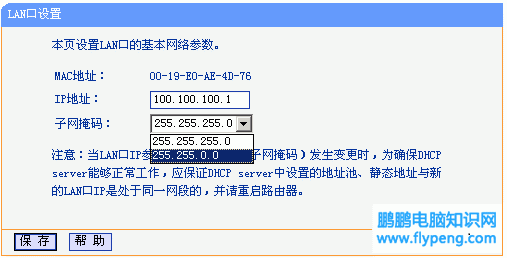 LAN口设置
本页设置LAN口的基本网络参数。
MAC地址： 00-19-E0-AE-4D-76
IP地址： 100.100.100.1
子网掩码： 255.255.255.0
255.255.255.0
255.255.0.0
注意：当LAN口IP参 子网掩码）发生变更时，为确保DHCP
server能够正常工作，应保证DHCP server中设置的地址池、静态地址与新
的LAN口IP是处于同一网段的，并请重启路由器。
保 存 帮 助
鹏鹏电脑知识网
www.flypeng.com